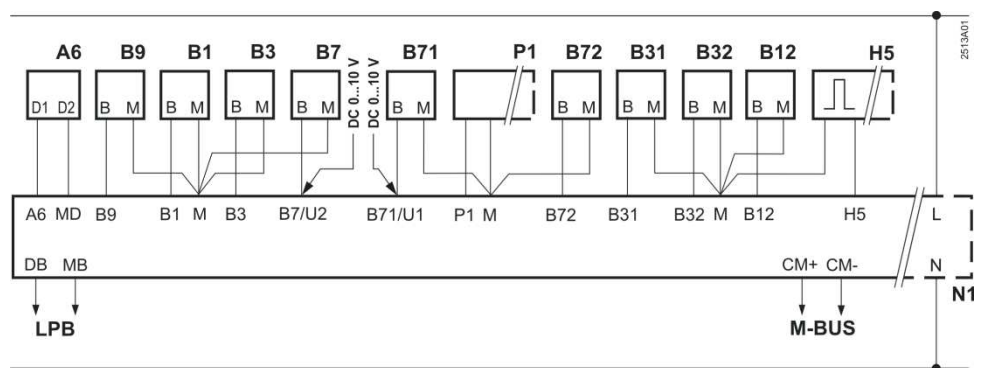 A6 B9 B1 B3 B7 DC 0...10 V DC 0...10 V B71 P1 B72 B31 B32 B12 H5 2513A01
D1 D2 B M B M B M B M B M B M B M B M B M
A6 MD B9 B1 M B3 B7/U2 B71/U1 P1 M B72 B31 B32 M B12 H5 L
DB MB CM+ CM- N
N1
LPB M-BUS